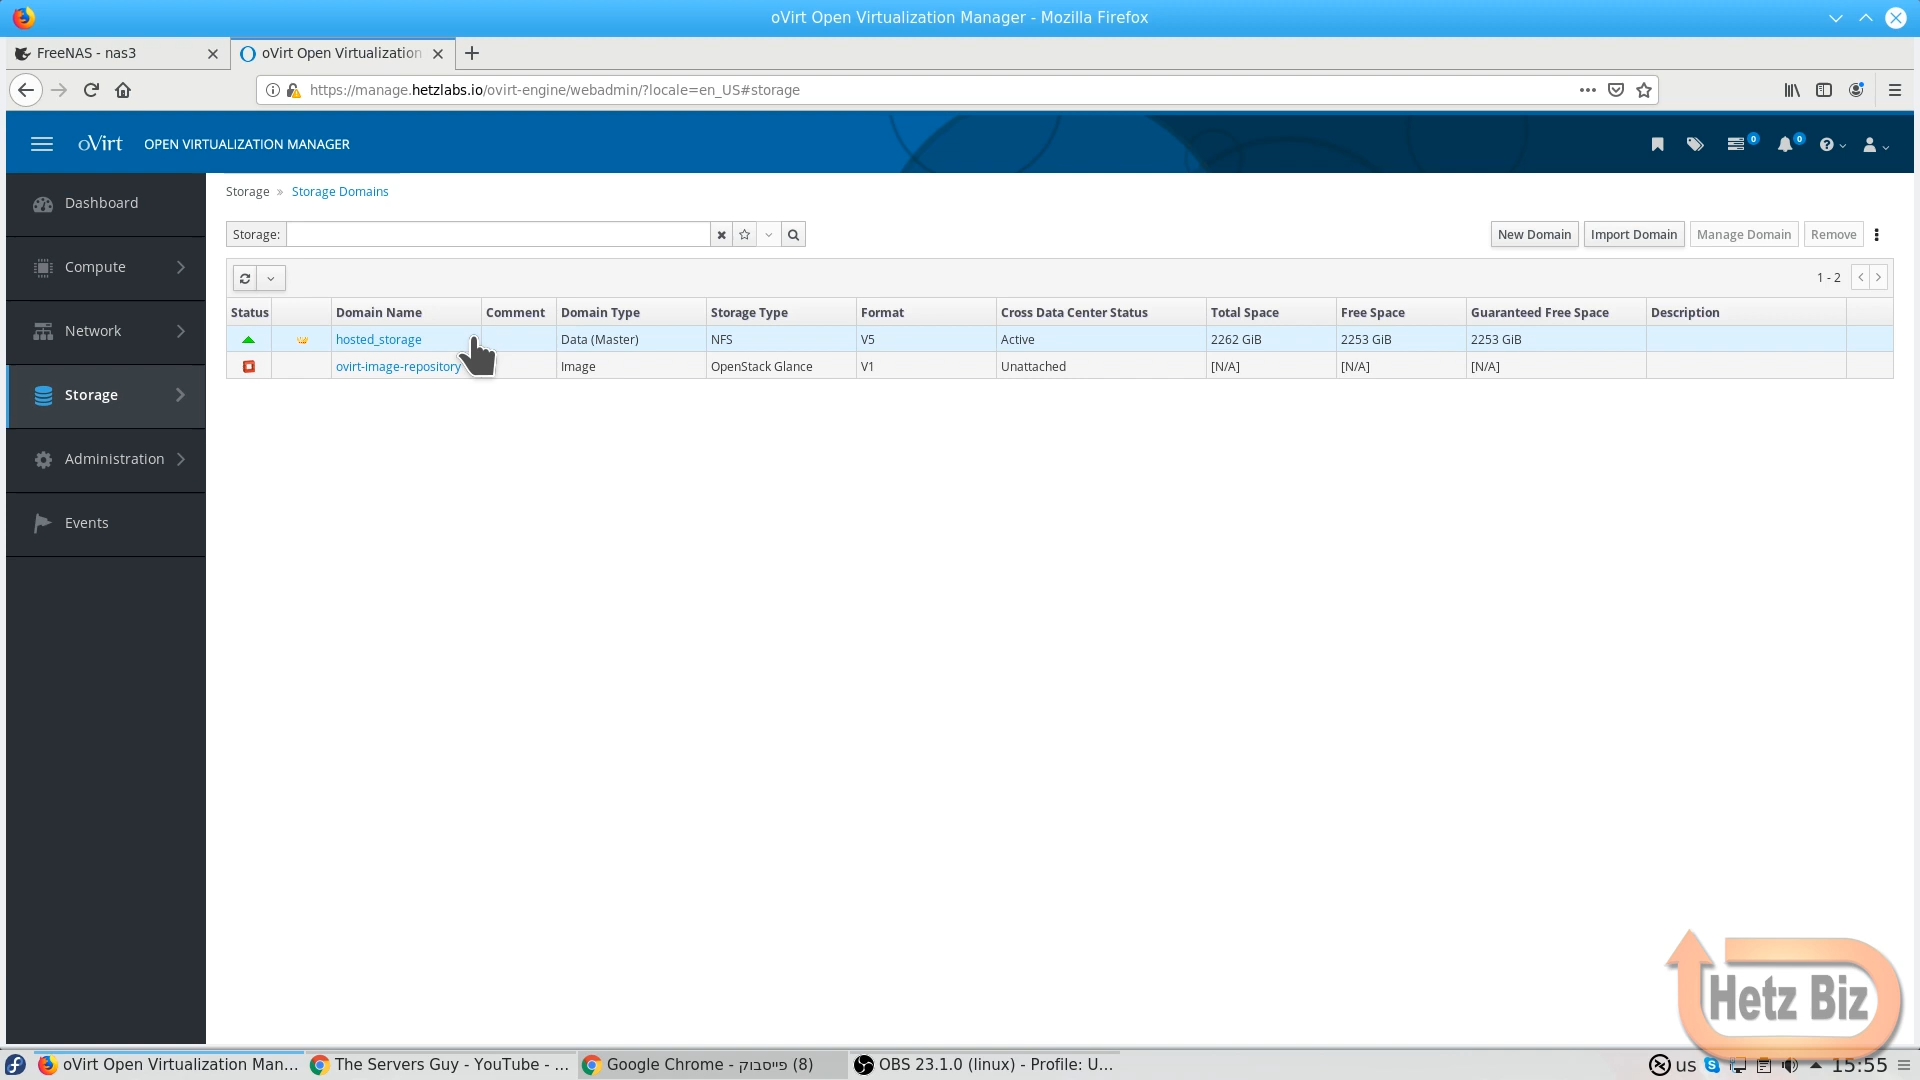 oVirt Open Virtualization Manager - Mozilla Firefox
FreeNAS - nas3
oVirt Open Virtualization
https://manage.hetzlabs.io/ovirt-engine/webadmin/?locale=en_US#storage
oVirt OPEN VIRTUALIZATION MANAGER
0
0
Dashboard
Compute
Network
Storage
Administration
Events
Storage » Storage Domains
Storage:
New Domain Import Domain Manage Domain Remove
1 - 2
Status Domain Name Comment Domain Type Storage Type Format Cross Data Center Status Total Space Free Space Guaranteed Free Space Description
hosted_storage Data (Master) NFS V5 Active 2262 GiB 2253 GiB 2253 GiB
ovirt-image-repository Image OpenStack Glance V1 Unattached [N/A] [N/A] [N/A]
Hetz Biz
oVirt Open Virtualization Man... The Servers Guy - YouTube - ... Google Chrome - פייסבוק (8) OBS 23.1.0 (linux) - Profile: U... us 15:55